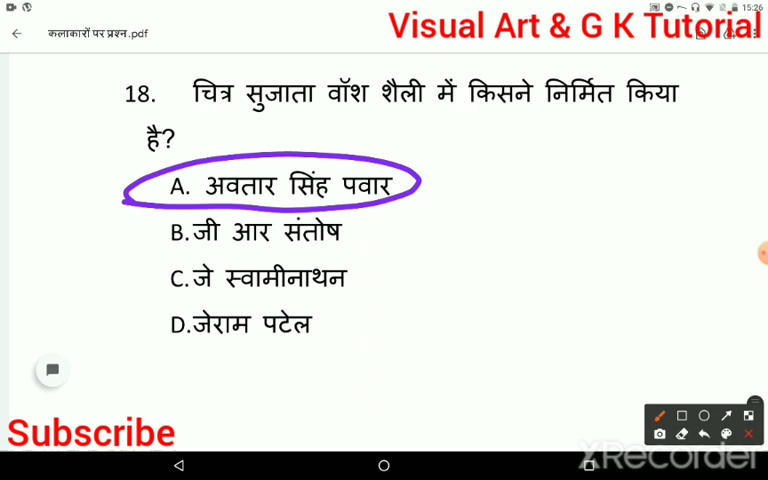 15:26
Visual Art & G K Tutorial
कलाकारों पर प्रश्न.pdf
18. चित्र सुजाता वॉश शैली में किसने निर्मित किया
है?
A. अवतार सिंह पवार
B.जी आर संतोष
C.जे स्वामीनाथन
D.जेराम पटेल
Subscribe
XRecorder